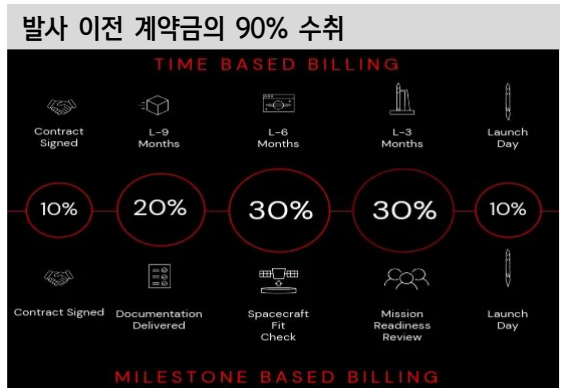 발사 이전 계약금의 90% 수취
TIME BASED BILLING
Contract
Signed
L-9
Months
L-6
Months
L-3
Months
Launch
Day
10%
20%
30%
30%
10%
Contract Signed
Documentation
Delivered
Spacecraft
Fit
Check
Mission
Readiness
Review
Launch
Day
MILESTONE BASED BILLING